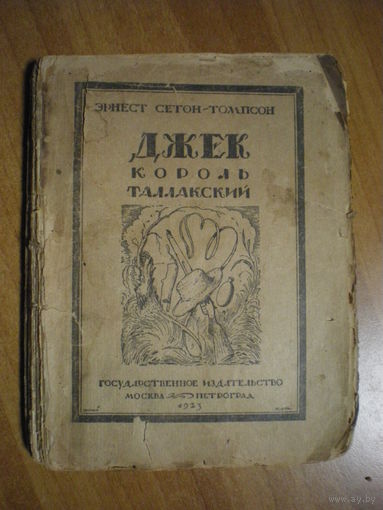 ЭРНЕСТ СЕТОН-ТОМПСОН
ДЖЕК
КОРОЛЬ
ТАЛЛАКСКИЙ
ГОСУДАРСТВЕННОЕ ИЗДАТЕЛЬСТВО
МОСКВА ПЕТРОГРАД
1923
www.ay.by